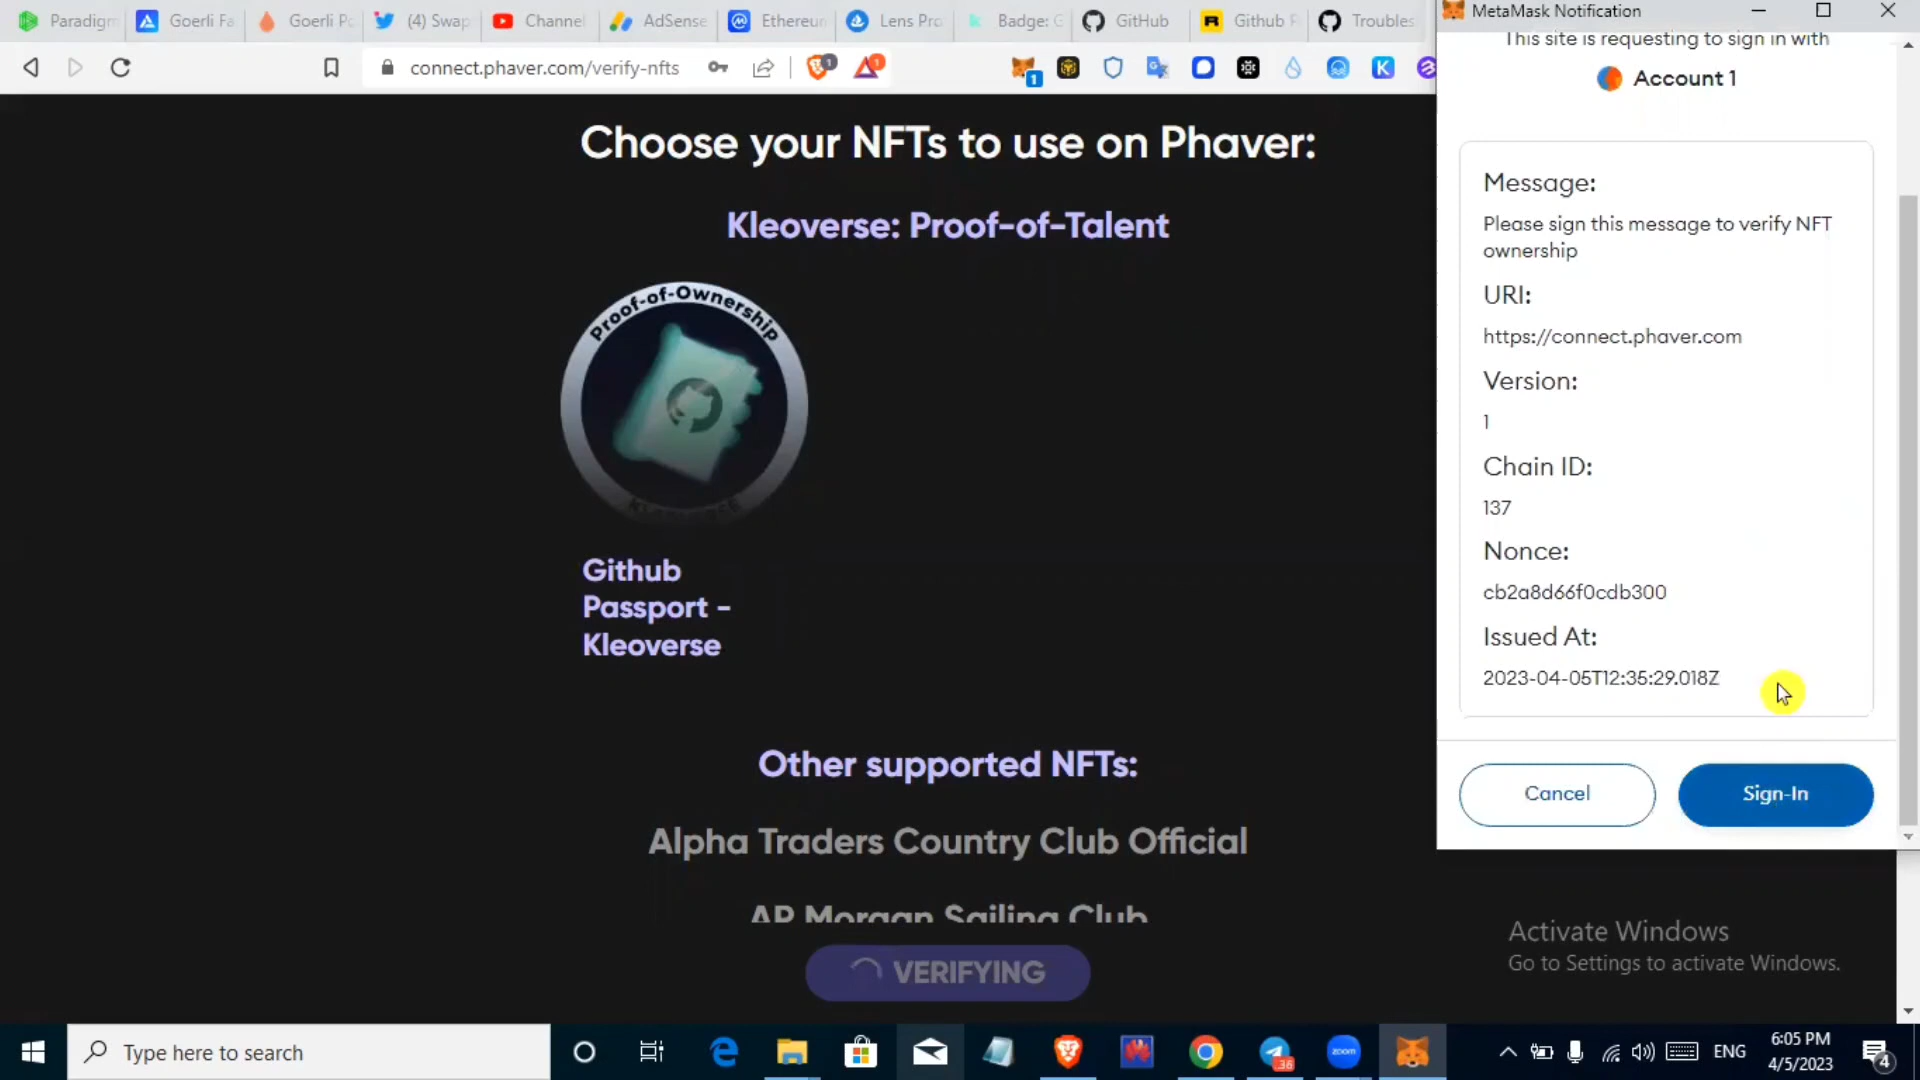 Paradigm
Goerli Fa
Goerli Po
(4) Swap
Channel
AdSense
Ethereum
Lens Pro
Badge: G
GitHub
Github P
Troubles
connect.phaver.com/verify-nfts
Choose your NFTs to use on Phaver:
Kleoverse: Proof-of-Talent
Proof-of-Ownership
Github
Passport -
Kleoverse
Other supported NFTs:
Alpha Traders Country Club Official
AP Morgan Sailing Club
VERIFYING
MetaMask Notification
This site is requesting to sign in with
Account 1
Message:
Please sign this message to verify NFT
ownership
URI:
https://connect.phaver.com
Version:
1
Chain ID:
137
Nonce:
cb2a8d66f0cdb300
Issued At:
2023-04-05T12:35:29.018Z
Cancel
Sign-In
Activate Windows
Go to Settings to activate Windows.
Type here to search
zoom
38
ENG
6:05 PM
4/5/2023
4